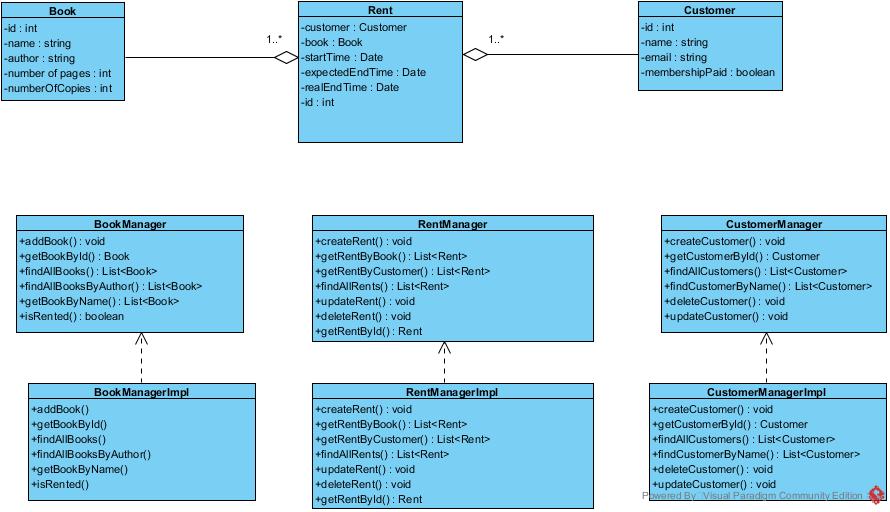 Book
-id : int
-name : string
-author : string
-number of pages : int
-numberOfCopies : int
1..*
Rent
-customer : Customer
-book : Book
-startTime : Date
-expectedEndTime : Date
-realEndTime : Date
-id : int
1..*
Customer
-id : int
-name : string
-email : string
-membershipPaid : boolean
BookManager
+addBook() : void
+getBookById() : Book
+findAllBooks() : List<Book>
+findAllBooksByAuthor() : List<Book>
+getBookByName() : List<Book>
+isRented() : boolean
RentManager
+createRent() : void
+getRentByBook() : List<Rent>
+getRentByCustomer() : List<Rent>
+findAllRents() : List<Rent>
+updateRent() : void
+deleteRent() : void
+getRentById() : Rent
CustomerManager
+createCustomer() : void
+getCustomerById() : Customer
+findAllCustomers() : List<Customer>
+findCustomerByName() : List<Customer>
+deleteCustomer() : void
+updateCustomer() : void
BookManagerImpl
+addBook()
+getBookById()
+findAllBooks()
+findAllBooksByAuthor()
+getBookByName()
+isRented()
RentManagerImpl
+createRent() : void
+getRentByBook() : List<Rent>
+getRentByCustomer() : List<Rent>
+findAllRents() : List<Rent>
+updateRent() : void
+deleteRent() : void
+getRentById() : Rent
CustomerManagerImpl
+createCustomer() : void
+getCustomerById() : Customer
+findAllCustomers() : List<Customer>
+findCustomerByName() : List<Customer>
+deleteCustomer() : void
+updateCustomer() : void
Powered By Visual Paradigm Community Edition